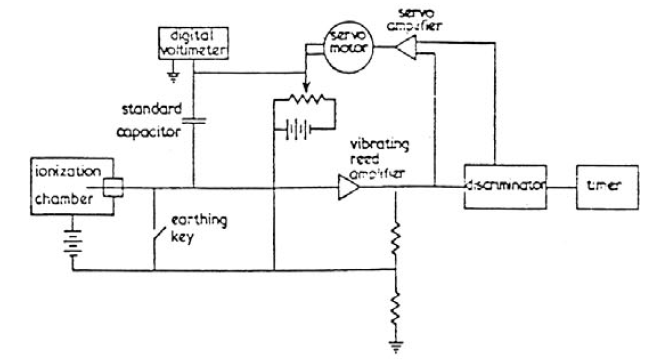 servo
amplifier
digital
voltimeter
servo
motor
standard
capacitor
vibrating
reed
amplifier
ionization
chamber
earthing
key
discriminator
timer